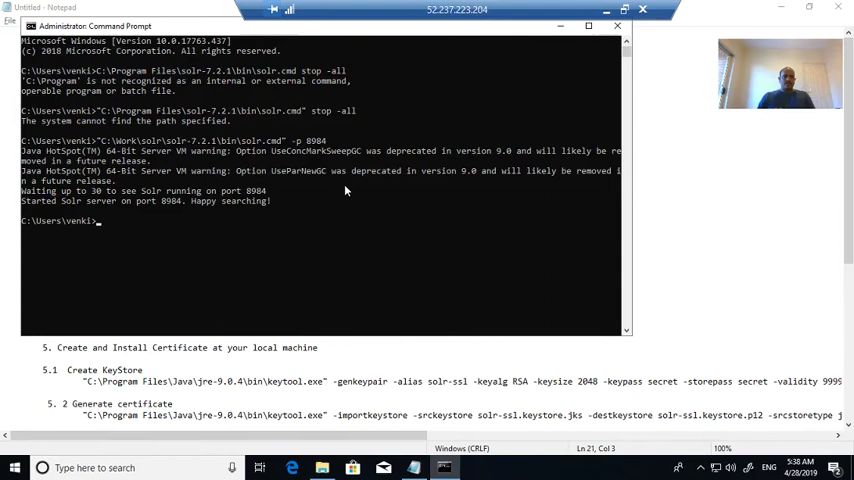 Untitled - Notepad
52.237.223.204
File
Administrator: Command Prompt
Microsoft Windows [Version 10.0.17763.437]
(c) 2018 Microsoft Corporation. All rights reserved.
C:\Users\venki>C:\Program Files\solr-7.2.1\bin\solr.cmd stop -all
'C:\Program' is not recognized as an internal or external command,
operable program or batch file.
C:\Users\venki>"C:\Program Files\solr-7.2.1\bin\solr.cmd" stop -all
The system cannot find the path specified.
C:\Users\venki>"C:\Work\solr\solr-7.2.1\bin\solr.cmd" -p 8984
Java HotSpot(TM) 64-Bit Server VM warning: Option UseConcMarkSweepGC was deprecated in version 9.0 and will likely be re
moved in a future release.
Java HotSpot(TM) 64-Bit Server VM warning: Option UseParNewGC was deprecated in version 9.0 and will likely be removed i
n a future release.
Waiting up to 30 to see Solr running on port 8984
Started Solr server on port 8984. Happy searching!
C:\Users\venki>_
5. Create and Install Certificate at your local machine
5.1 Create KeyStore
"C:\Program Files\Java\jre-9.0.4\bin\keytool.exe" -genkeypair -alias solr-ssl -keyalg RSA -keysize 2048 -keypass secret -storepass secret -validity 9999
5. 2 Generate certificate
"C:\Program Files\Java\jre-9.0.4\bin\keytool.exe" -importkeystore -srckeystore solr-ssl.keystore.jks -destkeystore solr-ssl.keystore.p12 -srcstoretype j
Windows (CRLF)
Ln 21, Col 3
100%
Type here to search
ENG
5:38 AM
4/28/2019
2